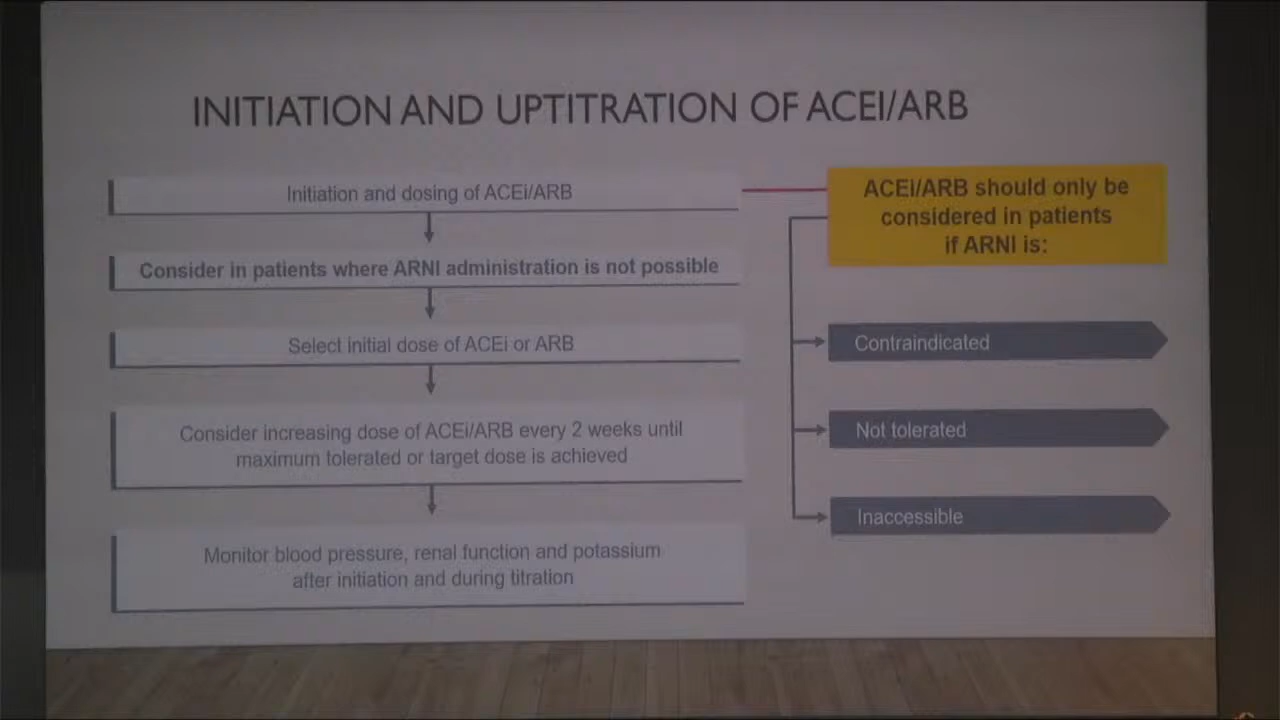 INITIATION AND UPTITRATION OF ACEI/ARB
Initiation and dosing of ACEi/ARB
Consider in patients where ARNI administration is not possible
Select initial dose of ACEi or ARB
Consider increasing dose of ACEi/ARB every 2 weeks until
maximum tolerated or target dose is achieved
Monitor blood pressure, renal function and potassium
after initiation and during titration
ACEi/ARB should only be
considered in patients
if ARNI is:
Contraindicated
Not tolerated
Inaccessible